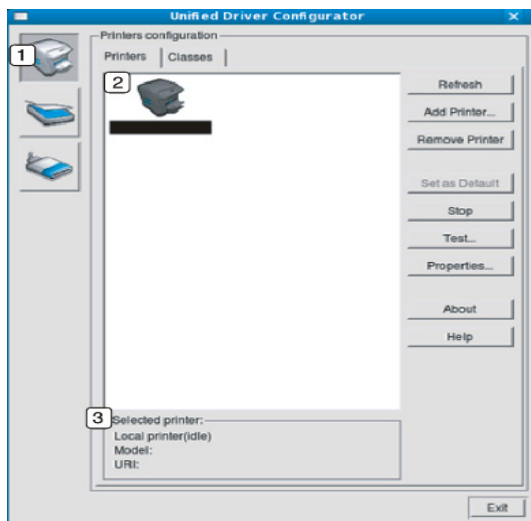 Unified Driver Configurator
Printers configuration
1
Printers Classes
2
Refresh
Add Printer...
Remove Printer
Set as Default
Stop
Test...
Properties...
About
Help
3
Selected printer:
Local printer(idle)
Model:
URI:
Exit